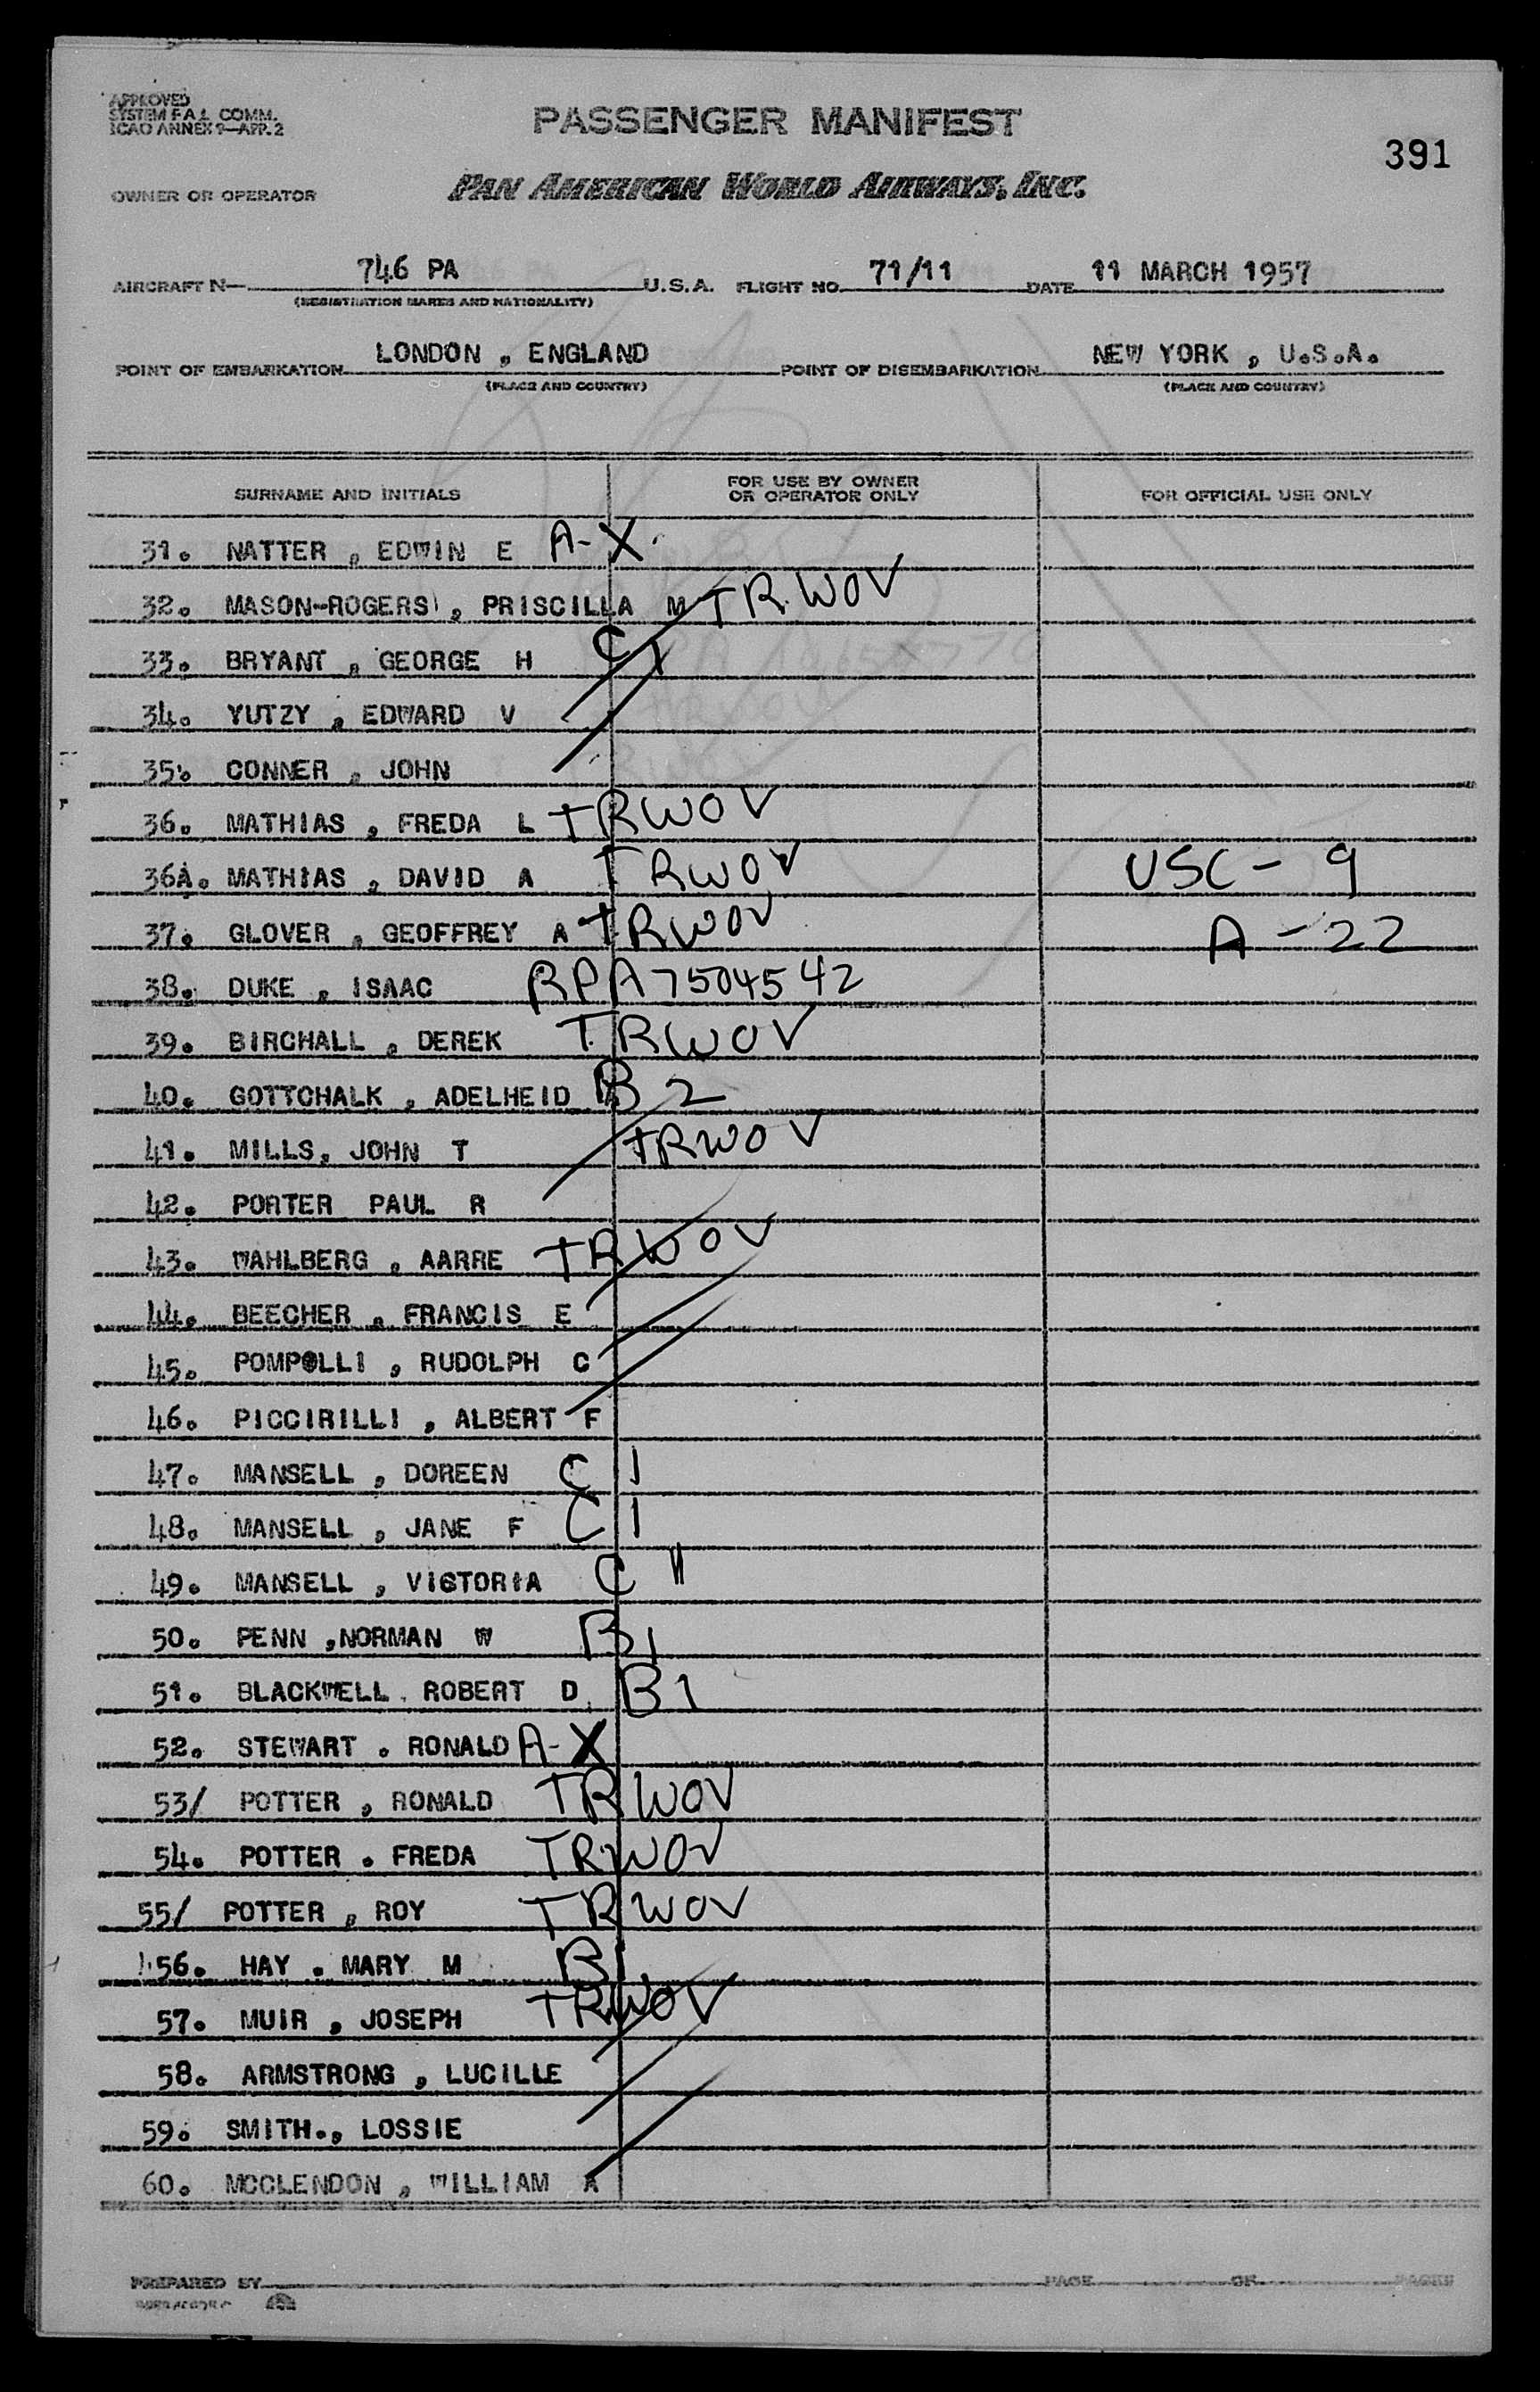 APPROVED
SYSTEM F.A.L. COMM.
ICAO ANNEX 9—APP. 2
PASSENGER MANIFEST
391
OWNER OR OPERATOR
PAN AMERICAN WORLD AIRWAYS, INC.
AIRCRAFT N— 746 PA U.S.A. FLIGHT NO. 71/11 DATE 11 MARCH 1957
(REGISTRATION MARKS AND NATIONALITY)
POINT OF EMBARKATION LONDON , ENGLAND POINT OF DISEMBARKATION NEW YORK , U.S.A.
(PLACE AND COUNTRY) (PLACE AND COUNTRY)
SURNAME AND INITIALS FOR USE BY OWNER OR OPERATOR ONLY FOR OFFICIAL USE ONLY
31. NATTER , EDWIN E A-X
32. MASON-ROGERS , PRISCILLA M TRWOV
33. BRYANT , GEORGE H C1
34. YUTZY , EDWARD V
35. CONNER , JOHN
36. MATHIAS , FREDA L TRWOV
36A. MATHIAS , DAVID A TRWOV USC - 9
37. GLOVER , GEOFFREY A TRWOV A - 22
38. DUKE , ISAAC RPA7504542
39. BIRCHALL , DEREK TRWOV
40. GOTTCHALK , ADELHEID B2
41. MILLS, JOHN T TRWOV
42. PORTER PAUL R
43. WAHLBERG , AARRE TRWOV
44. BEECHER , FRANCIS E
45. POMPOLLI , RUDOLPH C
46. PICCIRILLI , ALBERT F
47. MANSELL , DOREEN C 1
48. MANSELL , JANE F C 1
49. MANSELL , VICTORIA C "
50. PENN ,NORMAN W B1
51. BLACKWELL , ROBERT D B1
52. STEWART . RONALD A-X
53/ POTTER , RONALD TRWOV
54. POTTER . FREDA TRWOV
55/ POTTER , ROY TRWOV
56. HAY . MARY M B1
57. MUIR , JOSEPH TRWOV
58. ARMSTRONG , LUCILLE
59. SMITH., LOSSIE
60. MCCLENDON , WILLIAM A
PREPARED BY PAGE OF PAGES